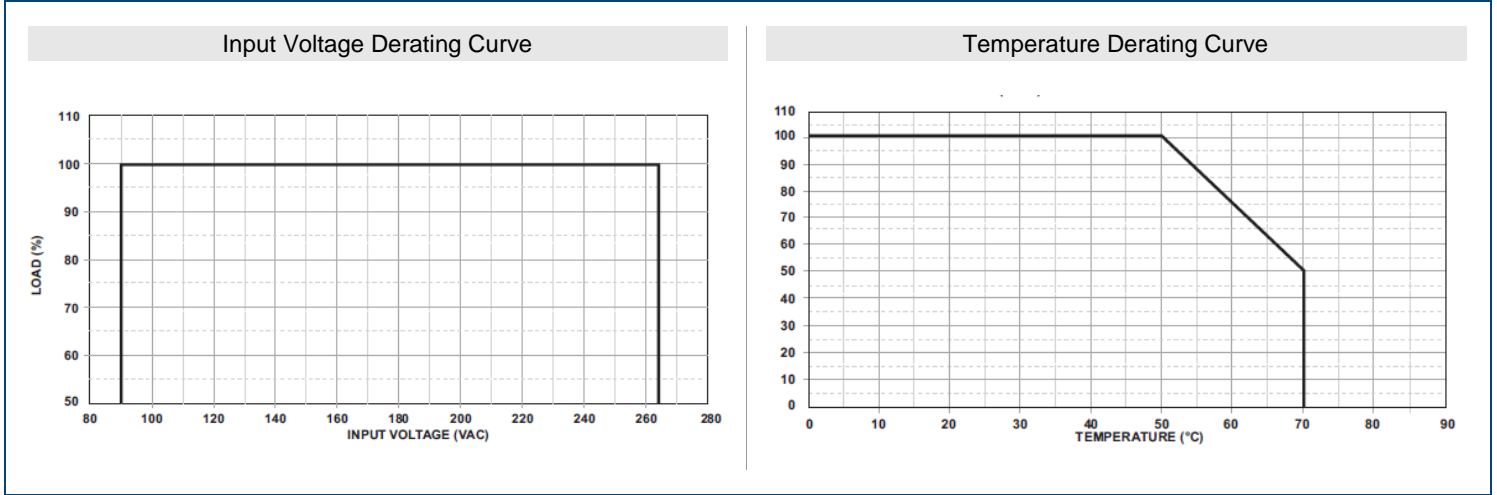 Input Voltage Derating Curve
110
100
90
80
70
60
50
LOAD (%)
80 100 120 140 160 180 200 220 240 260 280
INPUT VOLTAGE (VAC)
Temperature Derating Curve
110
100
90
80
70
60
50
40
30
20
10
0
0 10 20 30 40 50 60 70 80 90
TEMPERATURE (°C)